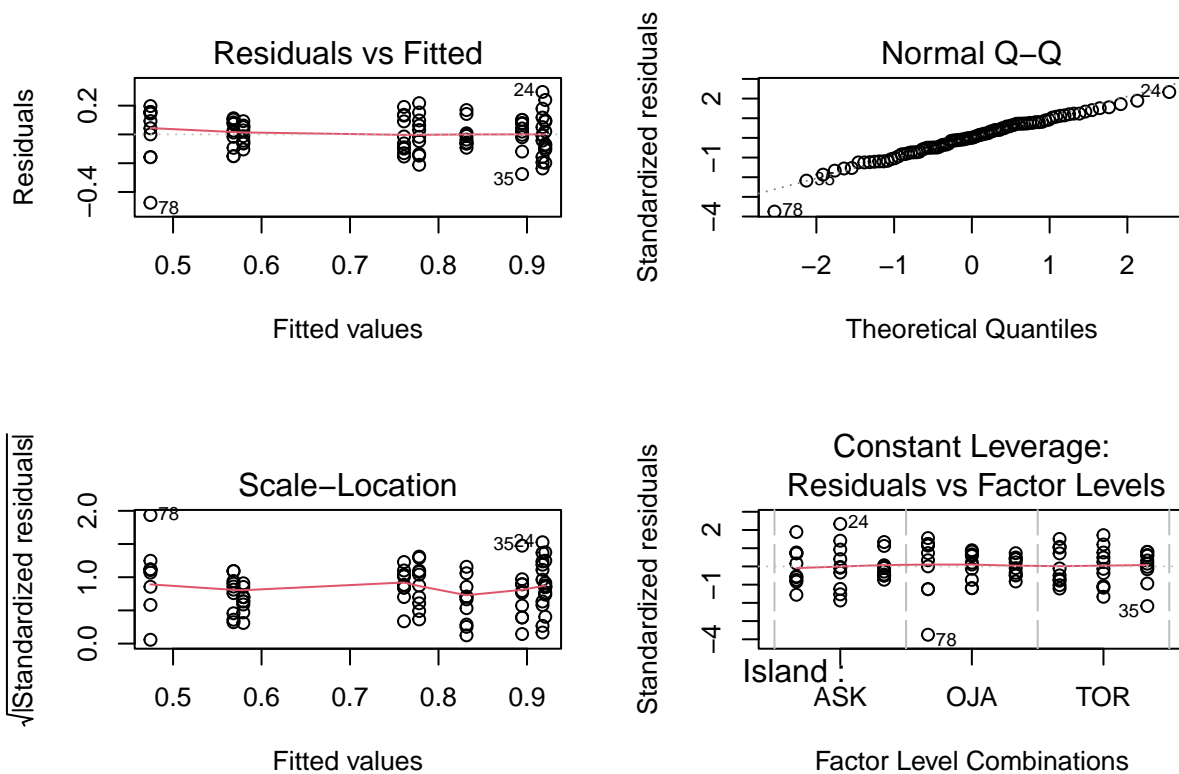 Residuals vs Fitted
Residuals
0.2
−0.4
24
35
78
0.5 0.6 0.7 0.8 0.9
Fitted values
Normal Q−Q
Standardized residuals
2
−1
−4
24
35
78
−2 −1 0 1 2
Theoretical Quantiles
Scale−Location
√|Standardized residuals|
2.0
1.0
0.0
78
35
24
0.5 0.6 0.7 0.8 0.9
Fitted values
Constant Leverage:
Residuals vs Factor Levels
Standardized residuals
2
−1
−4
24
35
78
Island :
ASK OJA TOR
Factor Level Combinations